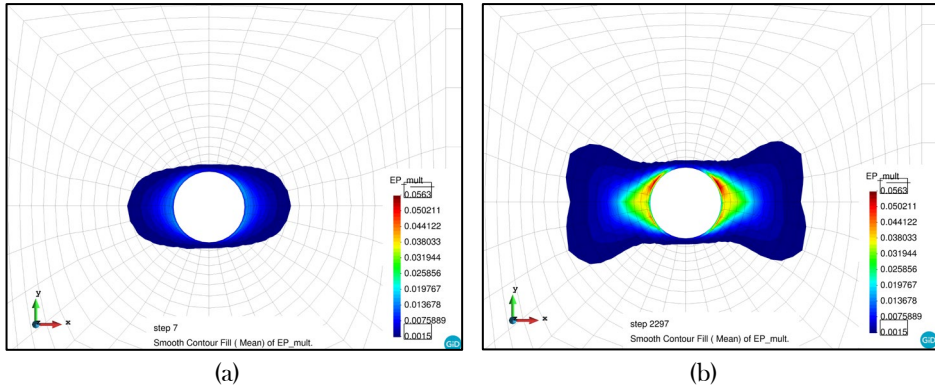 EP_mult
0.0563
0.050211
0.044122
0.038033
0.031944
0.025856
0.019767
0.013678
0.0075889
0.0015
y
x
step 7
Smooth Contour Fill ( Mean) of EP_mult.
GiD
(a)
EP_mult
0.0563
0.050211
0.044122
0.038033
0.031944
0.025856
0.019767
0.013678
0.0075889
0.0015
y
x
step 2297
Smooth Contour Fill ( Mean) of EP_mult.
GiD
(b)